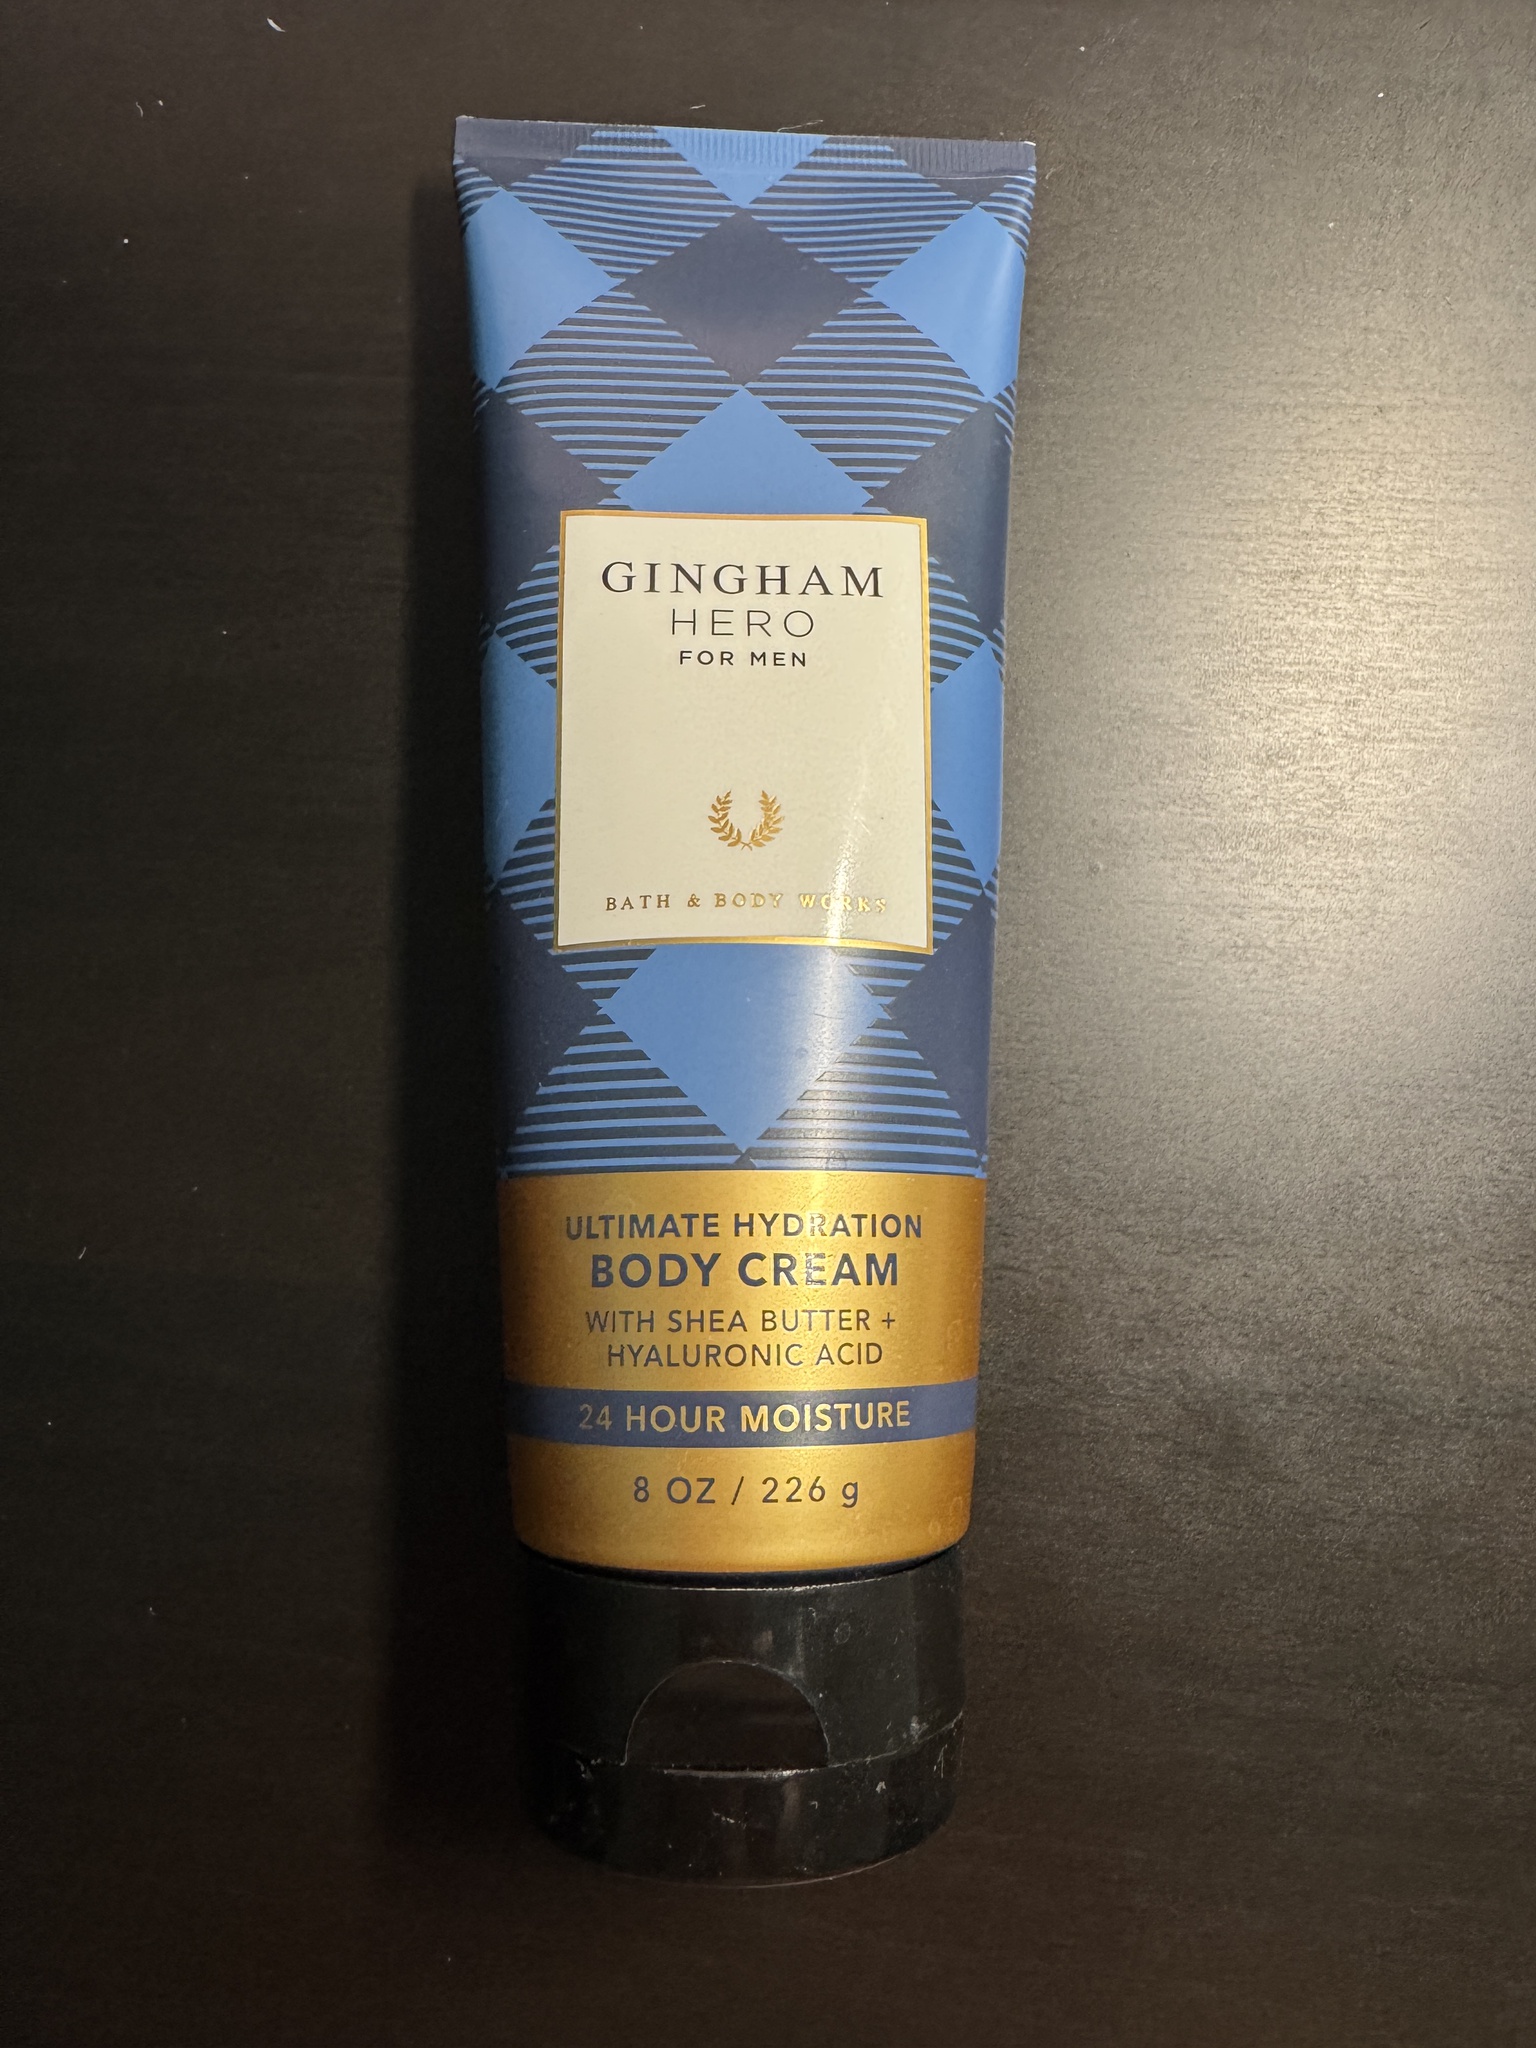 GINGHAM
HERO
FOR MEN
BATH & BODY WORKS
ULTIMATE HYDRATION
BODY CREAM
WITH SHEA BUTTER +
HYALURONIC ACID
24 HOUR MOISTURE
8 OZ / 226 g